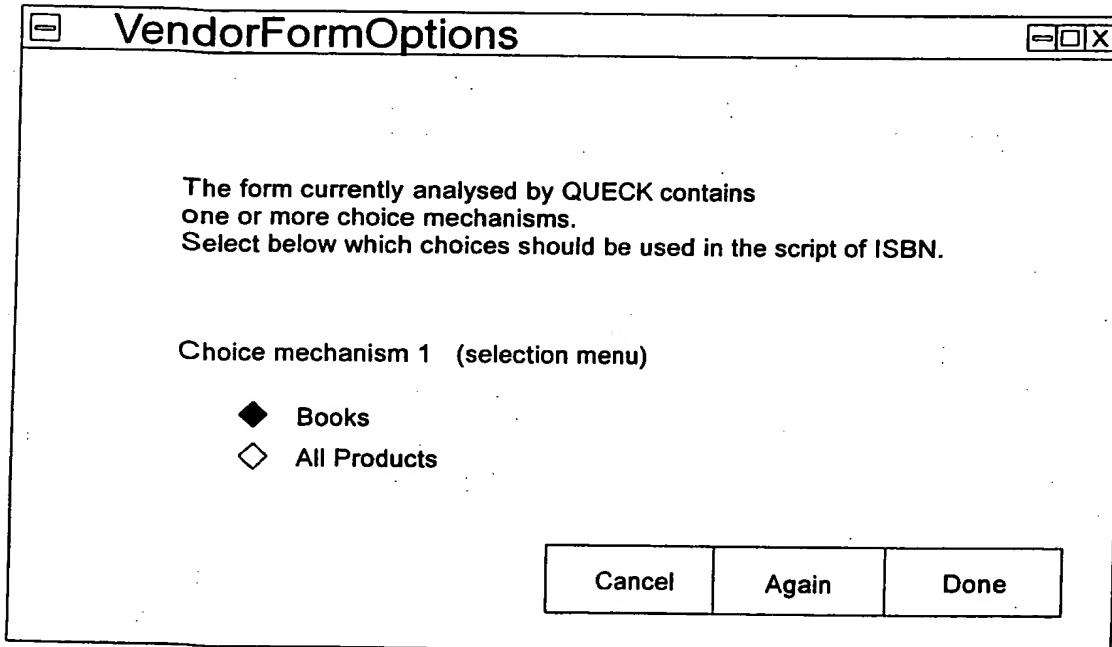 VendorFormOptions
The form currently analysed by QUECK contains
one or more choice mechanisms.
Select below which choices should be used in the script of ISBN.
Choice mechanism 1 (selection menu)
Books
All Products
Cancel Again Done